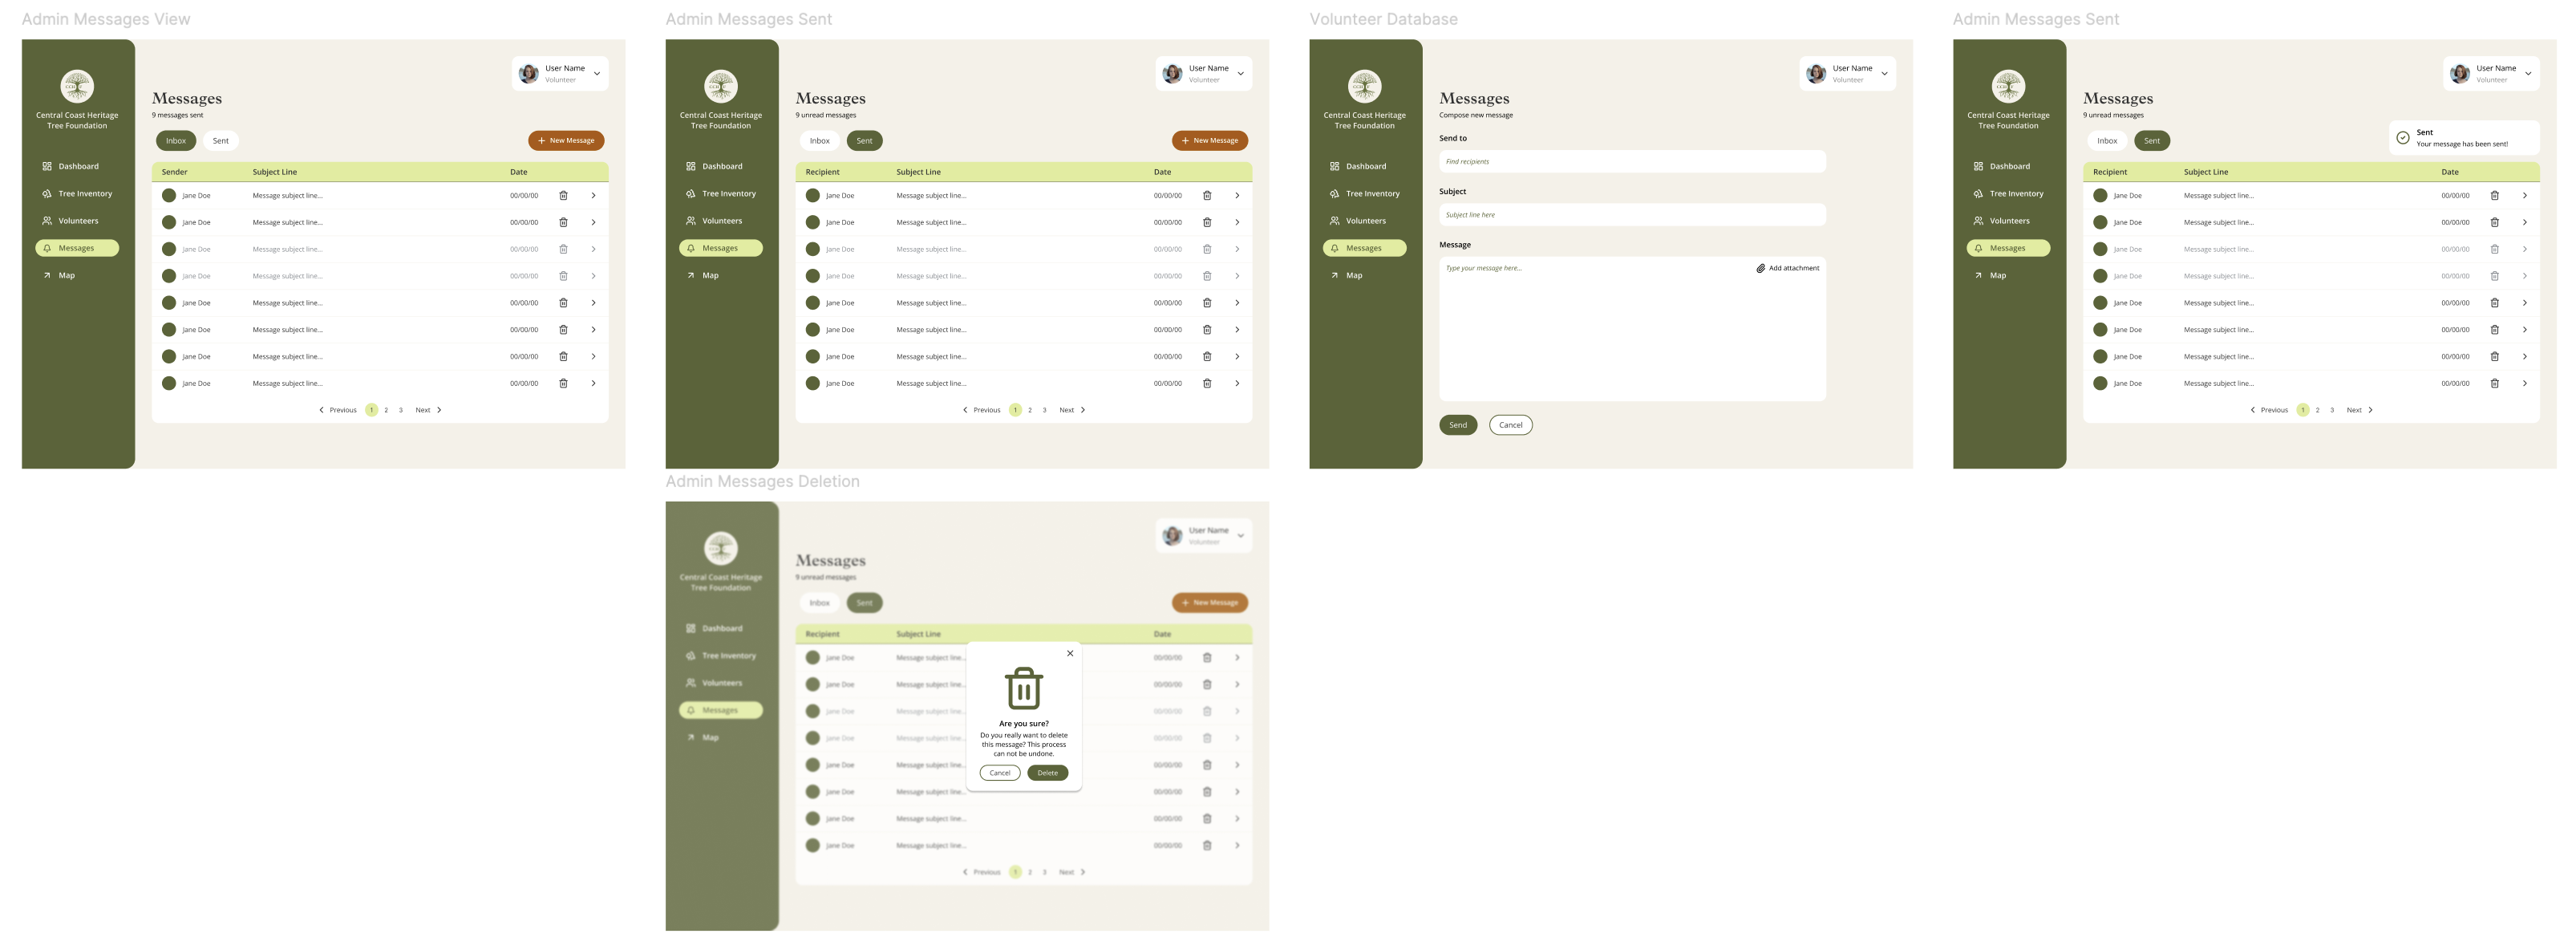 Admin Messages View
Central Coast Heritage
Tree Foundation
Dashboard
Tree Inventory
Volunteers
Messages
Map
User Name
Volunteer
Messages
9 messages sent
Inbox Sent + New Message
Sender Subject Line Date
Jane Doe Message subject line... 00/00/00
Jane Doe Message subject line... 00/00/00
Jane Doe Message subject line... 00/00/00
Jane Doe Message subject line... 00/00/00
Jane Doe Message subject line... 00/00/00
Jane Doe Message subject line... 00/00/00
Jane Doe Message subject line... 00/00/00
Jane Doe Message subject line... 00/00/00
Previous 1 2 3 Next
Admin Messages Sent
Central Coast Heritage
Tree Foundation
Dashboard
Tree Inventory
Volunteers
Messages
Map
User Name
Volunteer
Messages
9 unread messages
Inbox Sent + New Message
Recipient Subject Line Date
Jane Doe Message subject line... 00/00/00
Jane Doe Message subject line... 00/00/00
Jane Doe Message subject line... 00/00/00
Jane Doe Message subject line... 00/00/00
Jane Doe Message subject line... 00/00/00
Jane Doe Message subject line... 00/00/00
Jane Doe Message subject line... 00/00/00
Jane Doe Message subject line... 00/00/00
Previous 1 2 3 Next
Volunteer Database
Central Coast Heritage
Tree Foundation
Dashboard
Tree Inventory
Volunteers
Messages
Map
User Name
Volunteer
Messages
Compose new message
Send to
Find recipients
Subject
Subject line here
Message
Type your message here... Add attachment
Send Cancel
Admin Messages Sent
Central Coast Heritage
Tree Foundation
Dashboard
Tree Inventory
Volunteers
Messages
Map
User Name
Volunteer
Messages
9 unread messages
Inbox Sent
Sent
Your message has been sent!
Recipient Subject Line Date
Jane Doe Message subject line... 00/00/00
Jane Doe Message subject line... 00/00/00
Jane Doe Message subject line... 00/00/00
Jane Doe Message subject line... 00/00/00
Jane Doe Message subject line... 00/00/00
Jane Doe Message subject line... 00/00/00
Jane Doe Message subject line... 00/00/00
Jane Doe Message subject line... 00/00/00
Previous 1 2 3 Next
Admin Messages Deletion
Central Coast Heritage
Tree Foundation
Dashboard
Tree Inventory
Volunteers
Messages
Map
User Name
Volunteer
Messages
9 unread messages
Inbox Sent + New Message
Recipient Subject Line Date
Jane Doe Message subject line... 00/00/00
Jane Doe Message subject line... 00/00/00
Jane Doe Message subject line... 00/00/00
Jane Doe Message subject line... 00/00/00
Jane Doe Message subject line... 00/00/00
Jane Doe Message subject line... 00/00/00
Jane Doe Message subject line... 00/00/00
Jane Doe Message subject line... 00/00/00
Previous 1 2 3 Next
Are you sure?
Do you really want to delete
this message? This process
can not be undone.
Cancel Delete